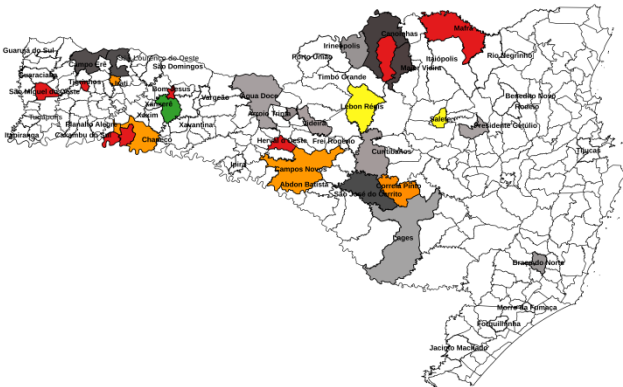 Mafra
Canoinhas
Irineópolis
Guarujá do Sul
São Lourenço do Oeste
Porto União
Itaiópolis
Rio Negrinho
Campo Erê
São Domingos
Major Vieira
Guaraciaba
Timbó Grande
Tigrinhos
Irati
São Miguel do Oeste
Bom Jesus
Vargeão
Água Doce
Benedito Novo
Xanxerê
Lebon Régis
Rodeio
Tunápolis
Xaxim
Arroio Trinta
Salete
Planalto Alegre
Xavantina
Videira
Presidente Getúlio
Itapiranga
Caxambu do Sul
Chapecó
Herval d'Oeste
Frei Rogério
Curitibanos
Tijucas
Ipira
Campos Novos
Abdon Batista
Correia Pinto
São José do Cerrito
Lages
Braço do Norte
Morro da Fumaça
Forquilhinha
Jacinto Machado